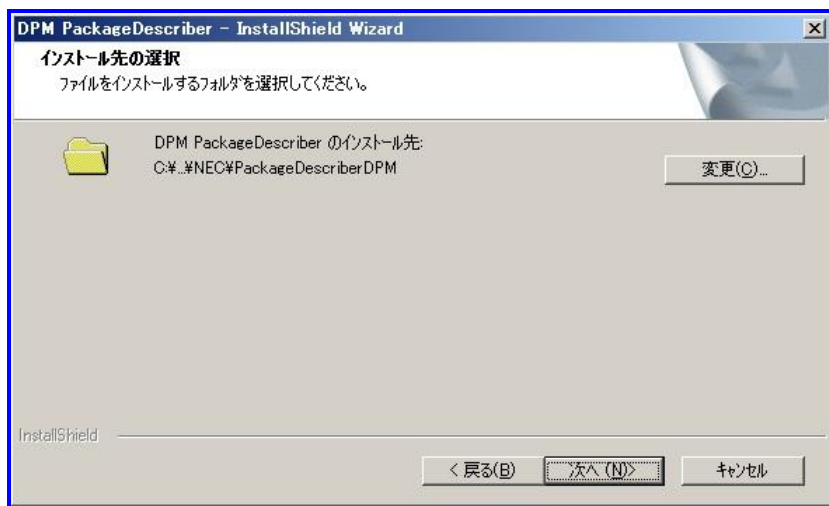 DPM PackageDescriber - InstallShield Wizard
インストール先の選択
ファイルをインストールするフォルダを選択してください。
DPM PackageDescriber のインストール先:
C:¥...¥NEC¥PackageDescriberDPM
変更(C)...
InstallShield
< 戻る(B)
次へ (N)>
キャンセル